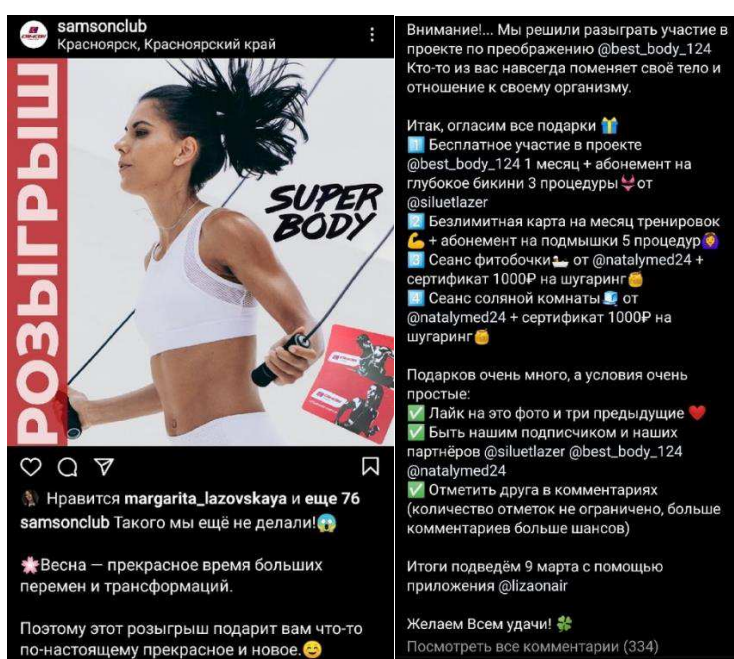 samsonclub
Красноярск, Красноярский край
РОЗЫГРЫШ
SUPER
BODY
Нравится margarita_lazovskaya и еще 76
samsonclub Такого мы ещё не делали!😱
🌸Весна — прекрасное время больших
перемен и трансформаций.
Поэтому этот розыгрыш подарит вам что-то
по-настоящему прекрасное и новое.😊
Внимание!... Мы решили разыграть участие в
проекте по преображению @best_body_124
Кто-то из вас навсегда поменяет своё тело и
отношение к своему организму.
Итак, огласим все подарки 🎁
1️⃣ Бесплатное участие в проекте
@best_body_124 1 месяц + абонемент на
глубокое бикини 3 процедуры👙от
@siluetlazer
2️⃣ Безлимитная карта на месяц тренировок
💪 + абонемент на подмышки 5 процедур🙆‍♀️
3️⃣ Сеанс фитобочки🛀 от @natalymed24 +
сертификат 1000₽ на шугаринг🍯
4️⃣ Сеанс соляной комнаты🧊 от
@natalymed24 + сертификат 1000₽ на
шугаринг🍯
Подарков очень много, а условия очень
простые:
✅ Лайк на это фото и три предыдущие ❤️
✅ Быть нашим подписчиком и наших
партнёров @siluetlazer @best_body_124
@natalymed24
✅ Отметить друга в комментариях
(количество отметок не ограничено, больше
комментариев больше шансов)
Итоги подведём 9 марта с помощью
приложения @lizaonair
Желаем Всем удачи! 🍀
Посмотреть все комментарии (334)